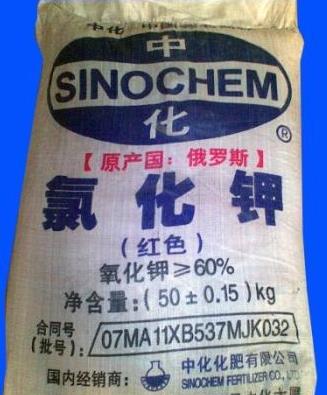 中化
中
SINOCHEM
化
®
【原产国：俄罗斯】
氯化钾
（红色）
氧化钾≥60%
净含量：(50±0.15)kg
合同号
(批号)：
07MA11XB537MJK032
国内经销商：
中化化肥有限公司
SINOCHEM FERTILIZER CO., LTD